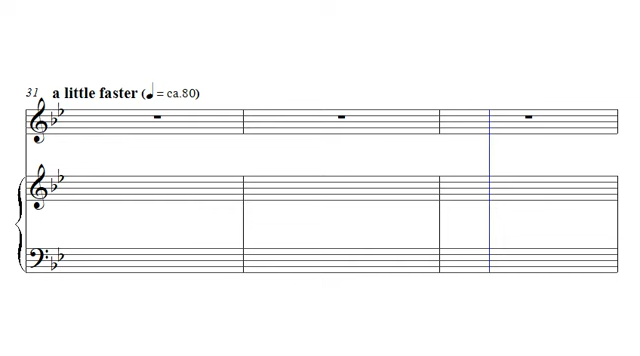 31 a little faster (♩ = ca.80)